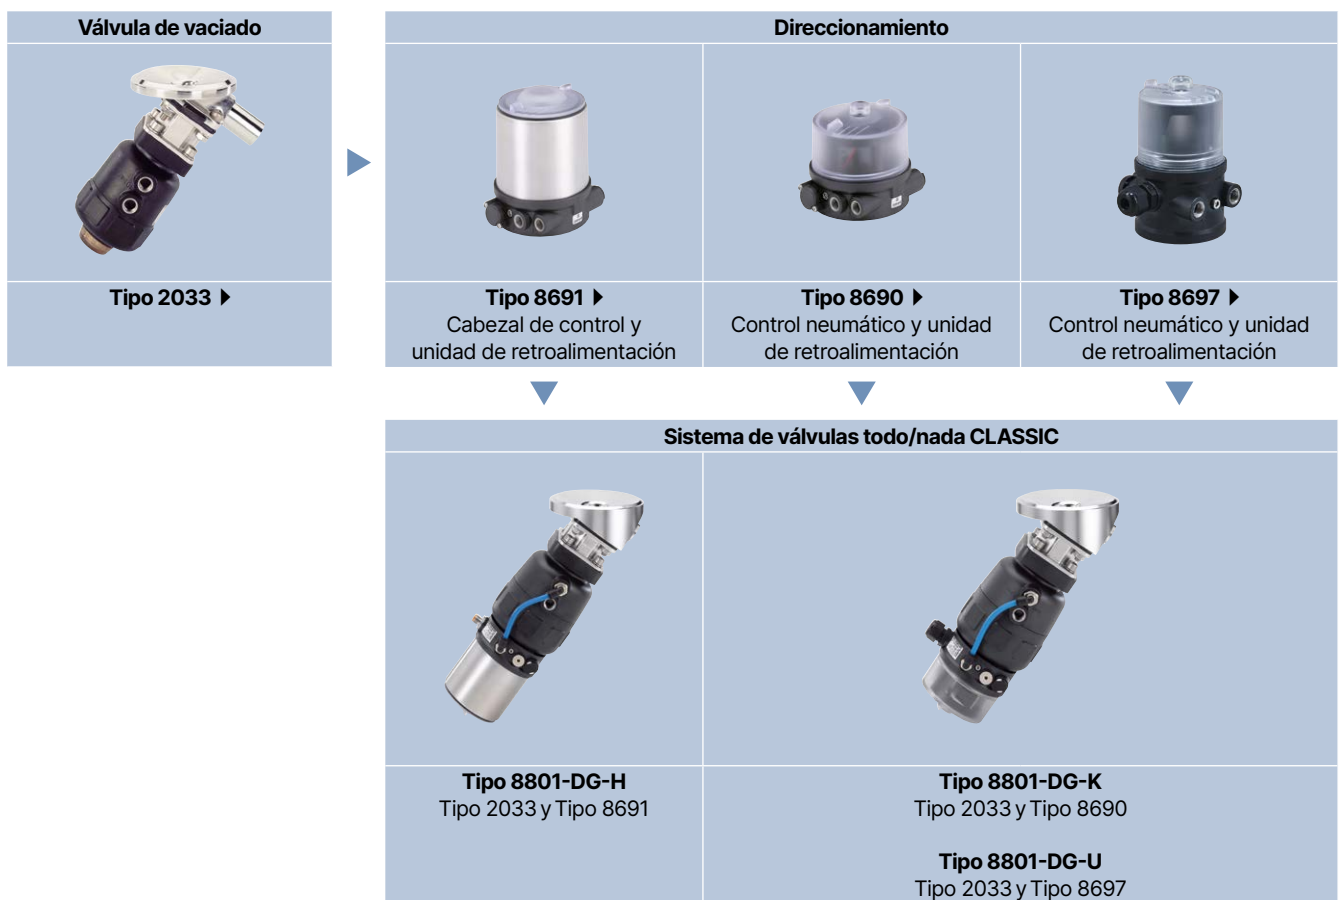 Válvula de vaciado
Direccionamiento
Tipo 2033
Tipo 8691
Cabezal de control y
unidad de retroalimentación
Tipo 8690
Control neumático y unidad
de retroalimentación
Tipo 8697
Control neumático y unidad
de retroalimentación
Sistema de válvulas todo/nada CLASSIC
Tipo 8801-DG-H
Tipo 2033 y Tipo 8691
Tipo 8801-DG-K
Tipo 2033 y Tipo 8690
Tipo 8801-DG-U
Tipo 2033 y Tipo 8697